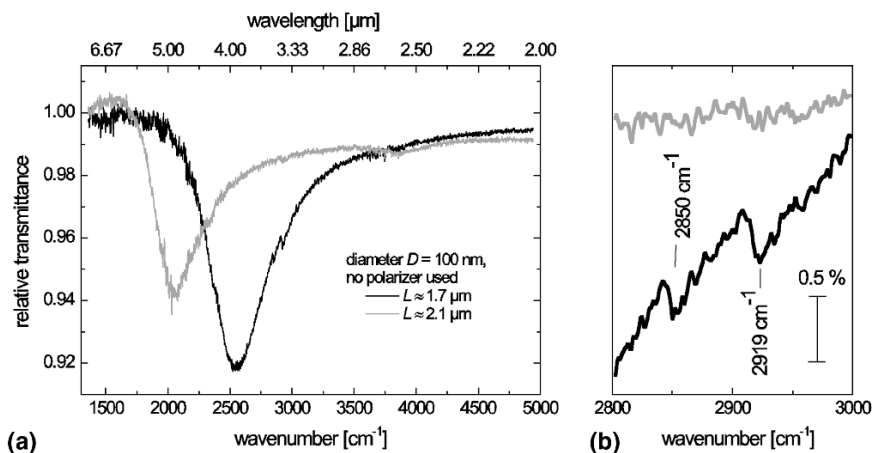 wavelength [µm]
6.67 5.00 4.00 3.33 2.86 2.50 2.22 2.00
1.00
0.98
0.96
0.94
0.92
relative transmittance
diameter D = 100 nm,
no polarizer used
L ≈ 1.7 µm
L ≈ 2.1 µm
1500 2000 2500 3000 3500 4000 4500 5000
wavenumber [cm-1]
(a)
2850 cm-1
2919 cm-1
0.5 %
2800 2900 3000
wavenumber [cm-1]
(b)